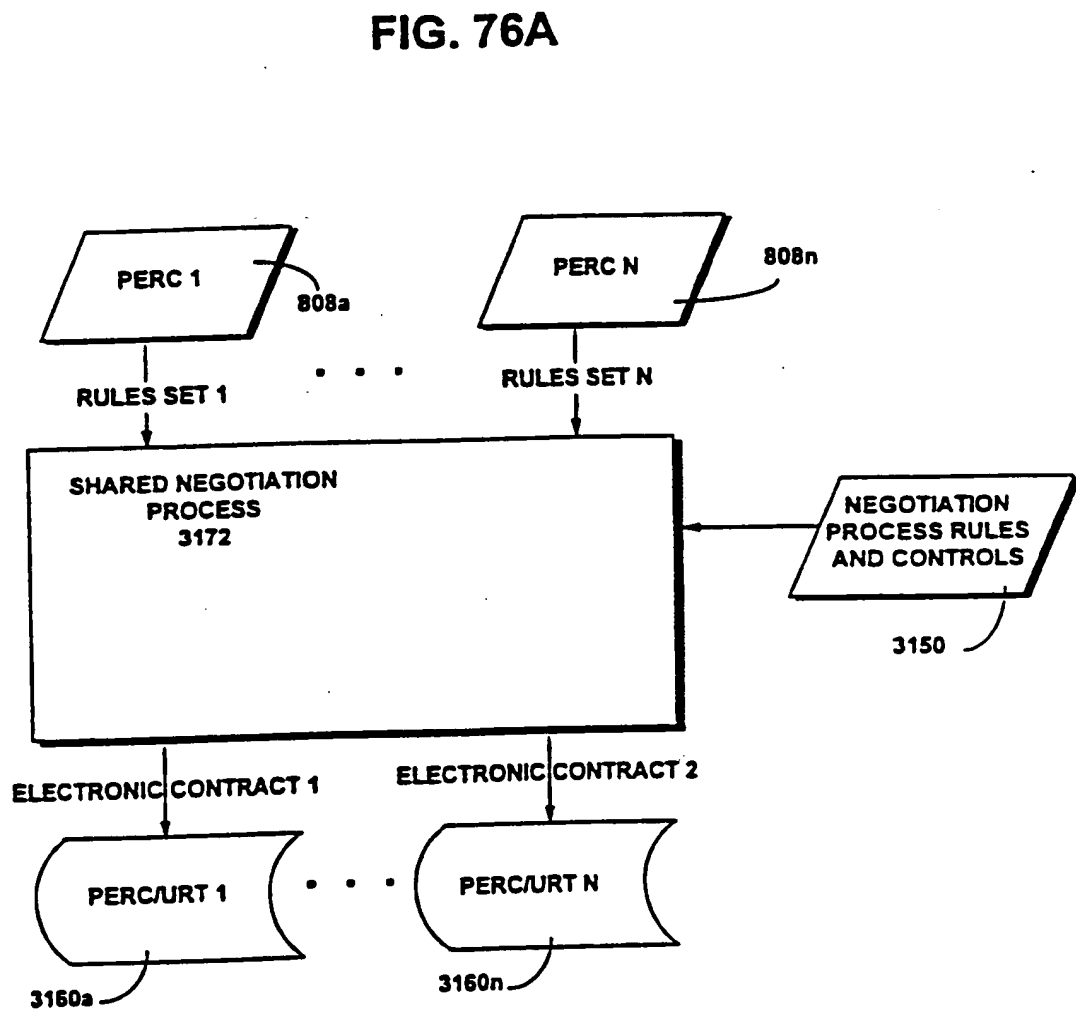 FIG. 76A
PERC 1
808a
PERC N
808n
RULES SET 1
RULES SET N
SHARED NEGOTIATION
PROCESS
3172
NEGOTIATION
PROCESS RULES
AND CONTROLS
3150
ELECTRONIC CONTRACT 1
ELECTRONIC CONTRACT 2
PERC/URT 1
PERC/URT N
3160a
3160n